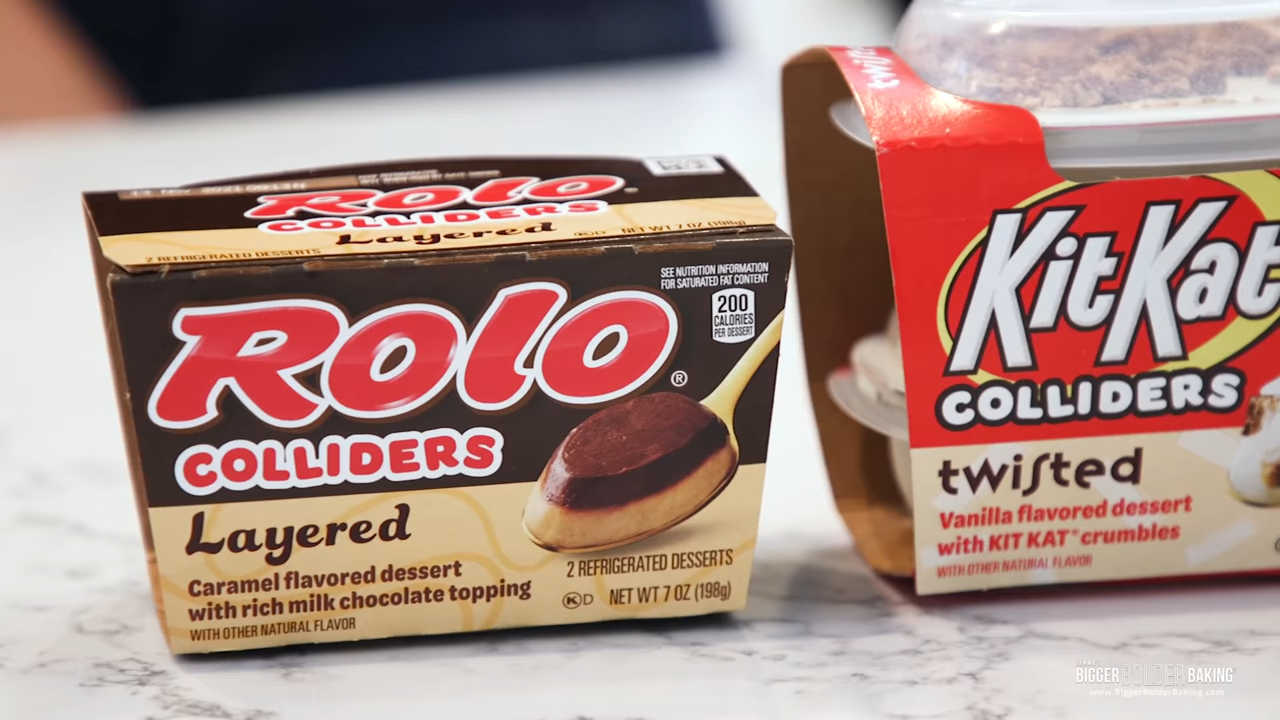 ROLO
COLLIDERS
Layered
2 REFRIGERATED DESSERTS
NET WT 7 OZ (198g)
SEE NUTRITION INFORMATION
FOR SATURATED FAT CONTENT
200
CALORIES
PER DESSERT
ROLO®
COLLIDERS
Layered
Caramel flavored dessert
with rich milk chocolate topping
WITH OTHER NATURAL FLAVOR
2 REFRIGERATED DESSERTS
KD NET WT 7 OZ (198g)
twisted
KitKat
COLLIDERS
twisted
Vanilla flavored dessert
with KIT KAT® crumbles
WITH OTHER NATURAL FLAVOR
BIGGER BOLDER BAKING
www.BiggerBolderBaking.com